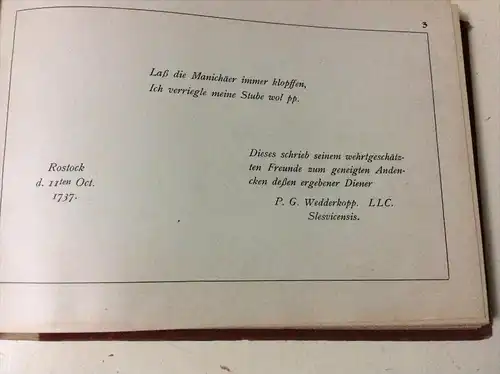 3
Laß die Manichäer immer klopffen,
Ich verriegle meine Stube wol pp.
Rostock
d. 11ten Oct.
1737.
Dieses schrieb seinem wehrtgeschätz-
ten Freunde zum geneigten Anden-
cken deßen ergebener Diener
P. G. Wedderkopp. LLC.
Slesvicensis.